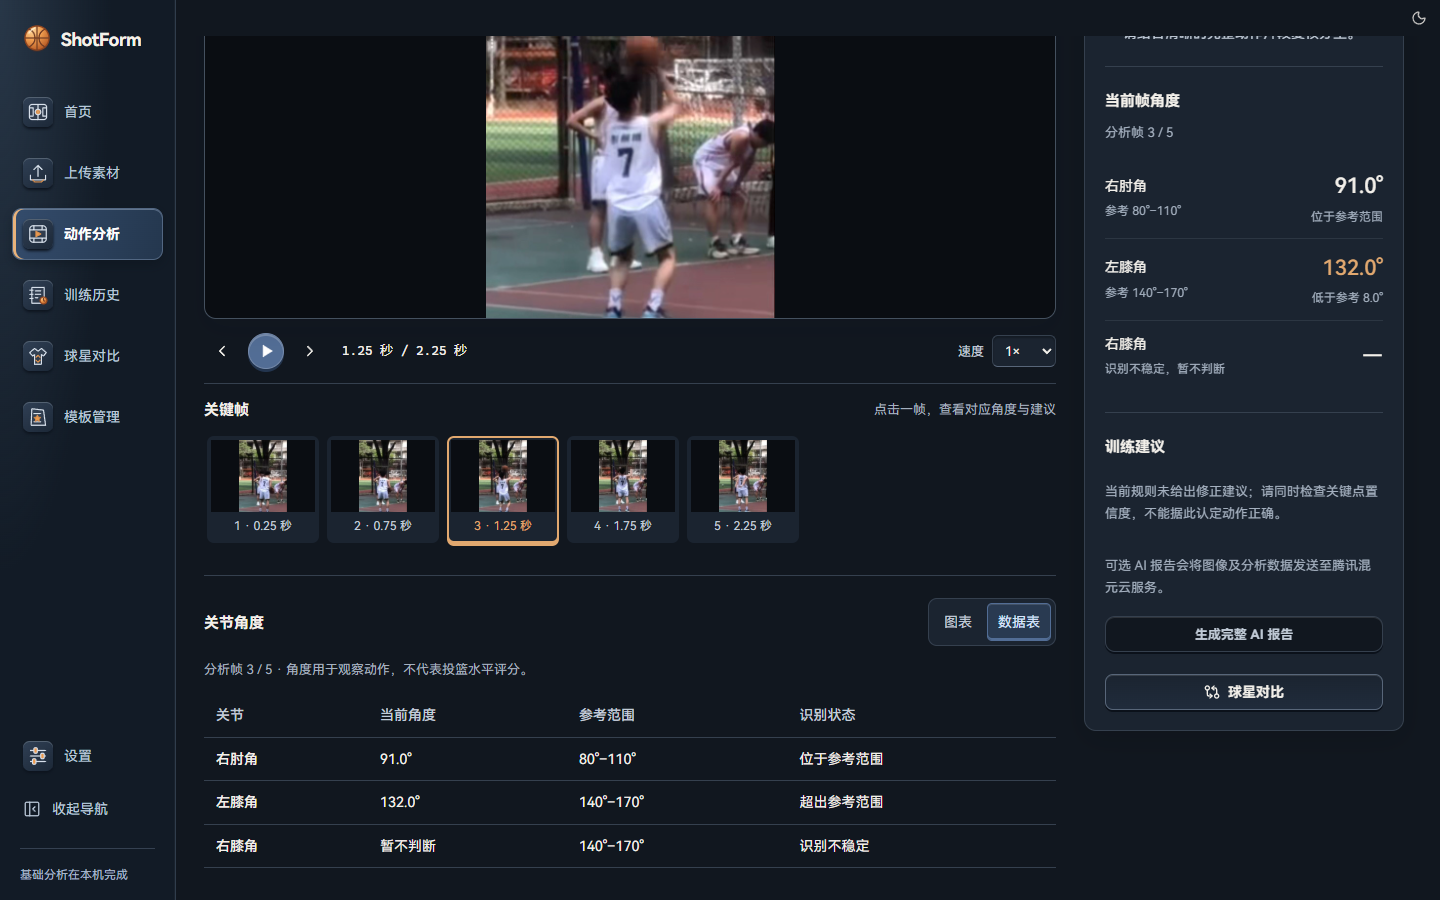 ShotForm
首页
上传素材
动作分析
训练历史
球星对比
模板管理
设置
收起导航
基础分析在本机完成
7
1.25 秒 / 2.25 秒
速度
1×
关键帧
点击一帧，查看对应角度与建议
1 · 0.25 秒
2 · 0.75 秒
3 · 1.25 秒
4 · 1.75 秒
5 · 2.25 秒
关节角度
图表
数据表
分析帧 3 / 5 · 角度用于观察动作，不代表投篮水平评分。
关节 当前角度 参考范围 识别状态
右肘角 91.0° 80°–110° 位于参考范围
左膝角 132.0° 140°–170° 超出参考范围
右膝角 暂不判断 140°–170° 识别不稳定
当前帧角度
分析帧 3 / 5
右肘角
91.0°
参考 80°–110°
位于参考范围
左膝角
132.0°
参考 140°–170°
低于参考 8.0°
右膝角
—
识别不稳定，暂不判断
训练建议
当前规则未给出修正建议；请同时检查关键点置
信度，不能据此认定动作正确。
可选 AI 报告会将图像及分析数据发送至腾讯混
元云服务。
生成完整 AI 报告
球星对比